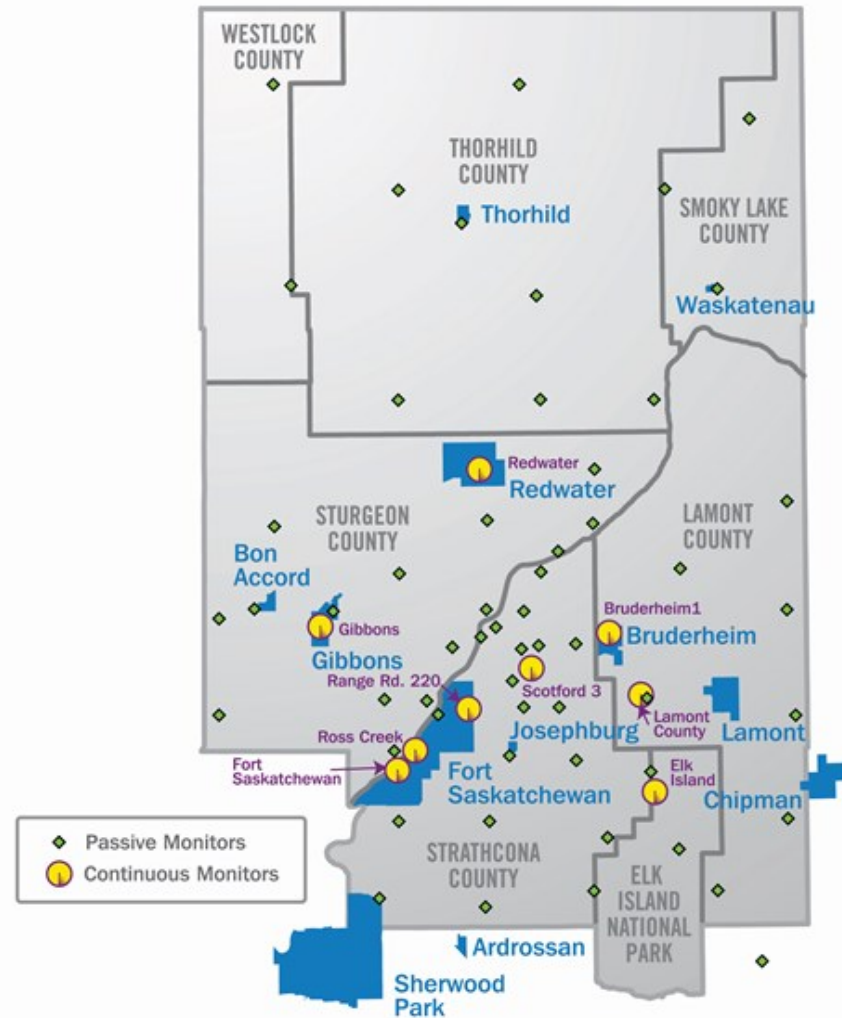 WESTLOCK
COUNTY
THORHILD
COUNTY
Thorhild
SMOKY LAKE
COUNTY
Waskatenau
Redwater
Redwater
STURGEON
COUNTY
LAMONT
COUNTY
Bon
Accord
Gibbons
Gibbons
Bruderheim1
Bruderheim
Range Rd. 220
Scotford 3
Lamont
County
Lamont
Ross Creek
Josephburg
Fort
Saskatchewan
Fort
Saskatchewan
Elk
Island
Chipman
Passive Monitors
Continuous Monitors
STRATHCONA
COUNTY
ELK
ISLAND
NATIONAL
PARK
Ardrossan
Sherwood
Park